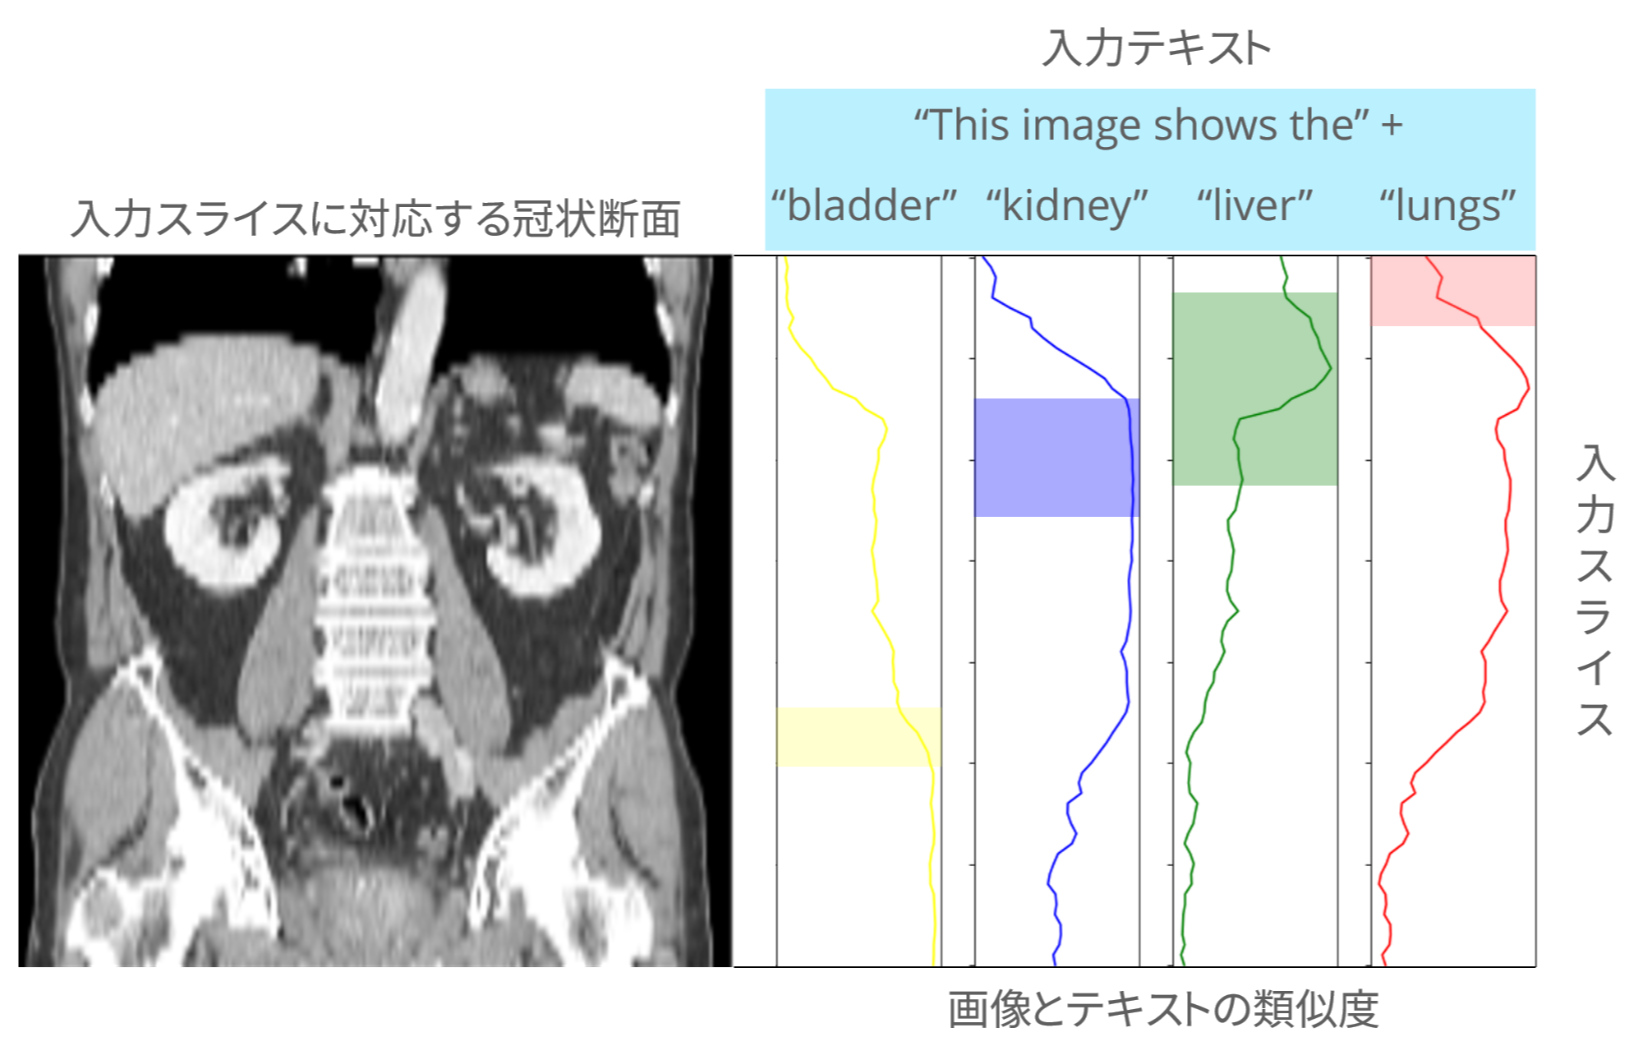 入力テキスト
“This image shows the” +
“bladder” “kidney” “liver” “lungs”
入力スライスに対応する冠状断面
入力スライス
画像とテキストの類似度